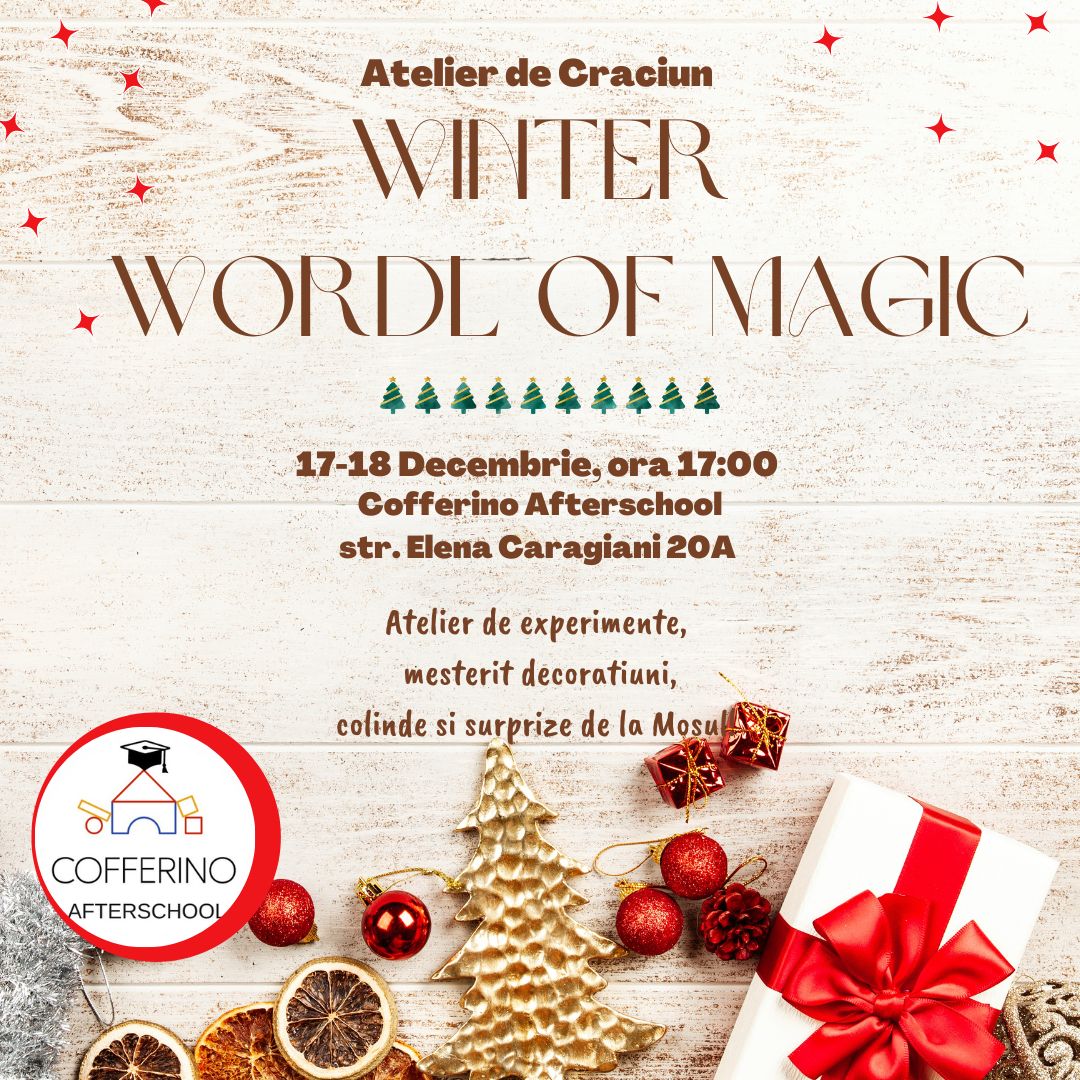 Atelier de Craciun
WINTER
WORDL OF MAGIC
17-18 Decembrie, ora 17:00
Cofferino Afterschool
str. Elena Caragiani 20A
Atelier de experimente,
mesterit decoratiuni,
colinde si surprize de la Mosul!
COFFERINO
AFTERSCHOOL